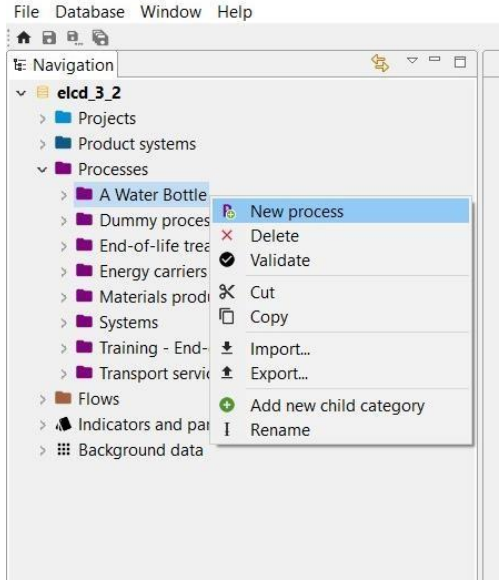 File Database Window Help
Navigation
elcd_3_2
Projects
Product systems
Processes
A Water Bottle
New process
Dummy proces
Delete
End-of-life trea
Validate
Energy carriers
Materials produ
Cut
Systems
Copy
Training - End-
Import...
Transport servic
Export...
Flows
Add new child category
Indicators and par
Rename
Background data